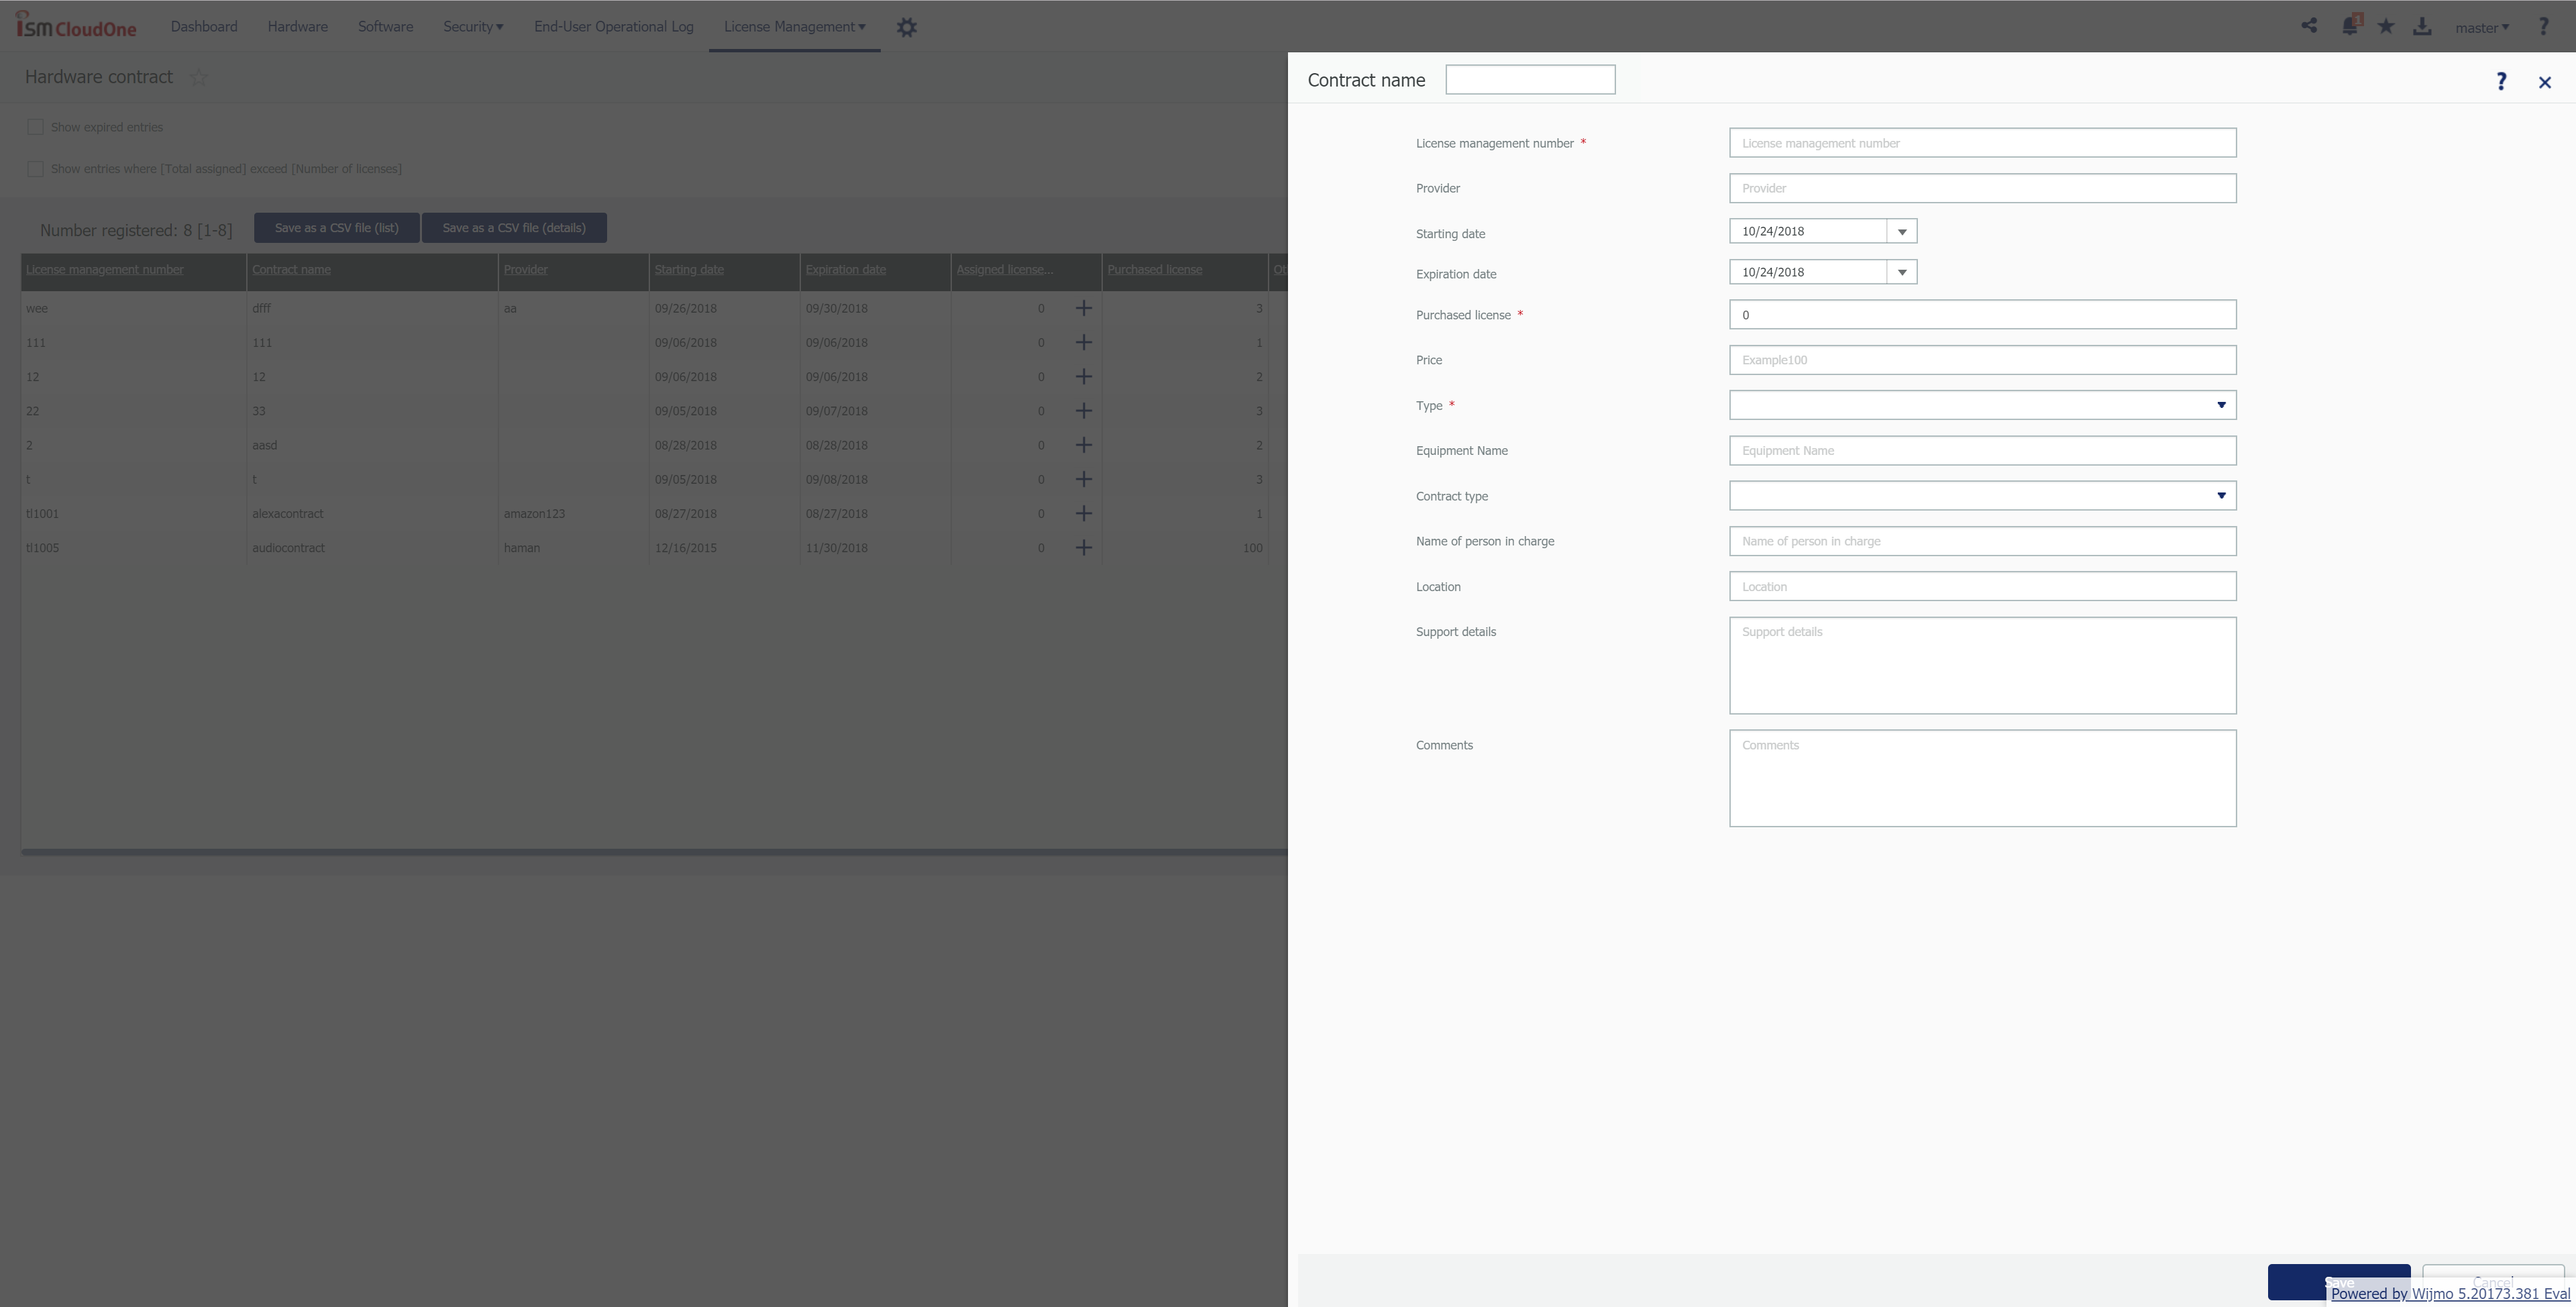 ism CloudOne Dashboard Hardware Software Security End-User Operational Log License Management 1 master ?
Hardware contract
Show expired entries
Show entries where [Total assigned] exceed [Number of licenses]
Number registered: 8 [1-8] Save as a CSV file (list) Save as a CSV file (details)
License management number Contract name Provider Starting date Expiration date Assigned license... Purchased license Ot
wee dfff aa 09/26/2018 09/30/2018 0 3
111 111 09/06/2018 09/06/2018 0 1
12 12 09/06/2018 09/06/2018 0 2
22 33 09/05/2018 09/07/2018 0 3
2 aasd 08/28/2018 08/28/2018 0 2
t t 09/05/2018 09/08/2018 0 3
tl1001 alexacontract amazon123 08/27/2018 08/27/2018 0 1
tl1005 audiocontract haman 12/16/2015 11/30/2018 0 100
Contract name ?
License management number * License management number
Provider Provider
Starting date 10/24/2018
Expiration date 10/24/2018
Purchased license * 0
Price Example100
Type *
Equipment Name Equipment Name
Contract type
Name of person in charge Name of person in charge
Location Location
Support details Support details
Comments Comments
Save Cancel
Powered by Wijmo 5.20173.381 Eval